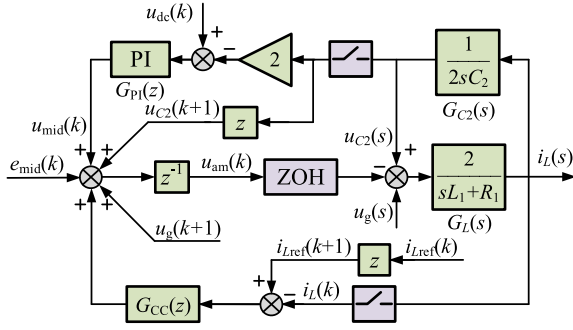 u_dc(k)
+
−
PI
G_PI(z)
2
1
2sC_2
G_C2(s)
u_mid(k)
u_C2(k+1)
z
u_C2(s)
+
+
+
−
e_mid(k)
z^-1
u_am(k)
ZOH
2
sL_1+R_1
i_L(s)
+
+
+
u_g(k+1)
u_g(s)
G_L(s)
i_Lref(k+1)
z
i_Lref(k)
+
−
G_CC(z)
i_L(k)